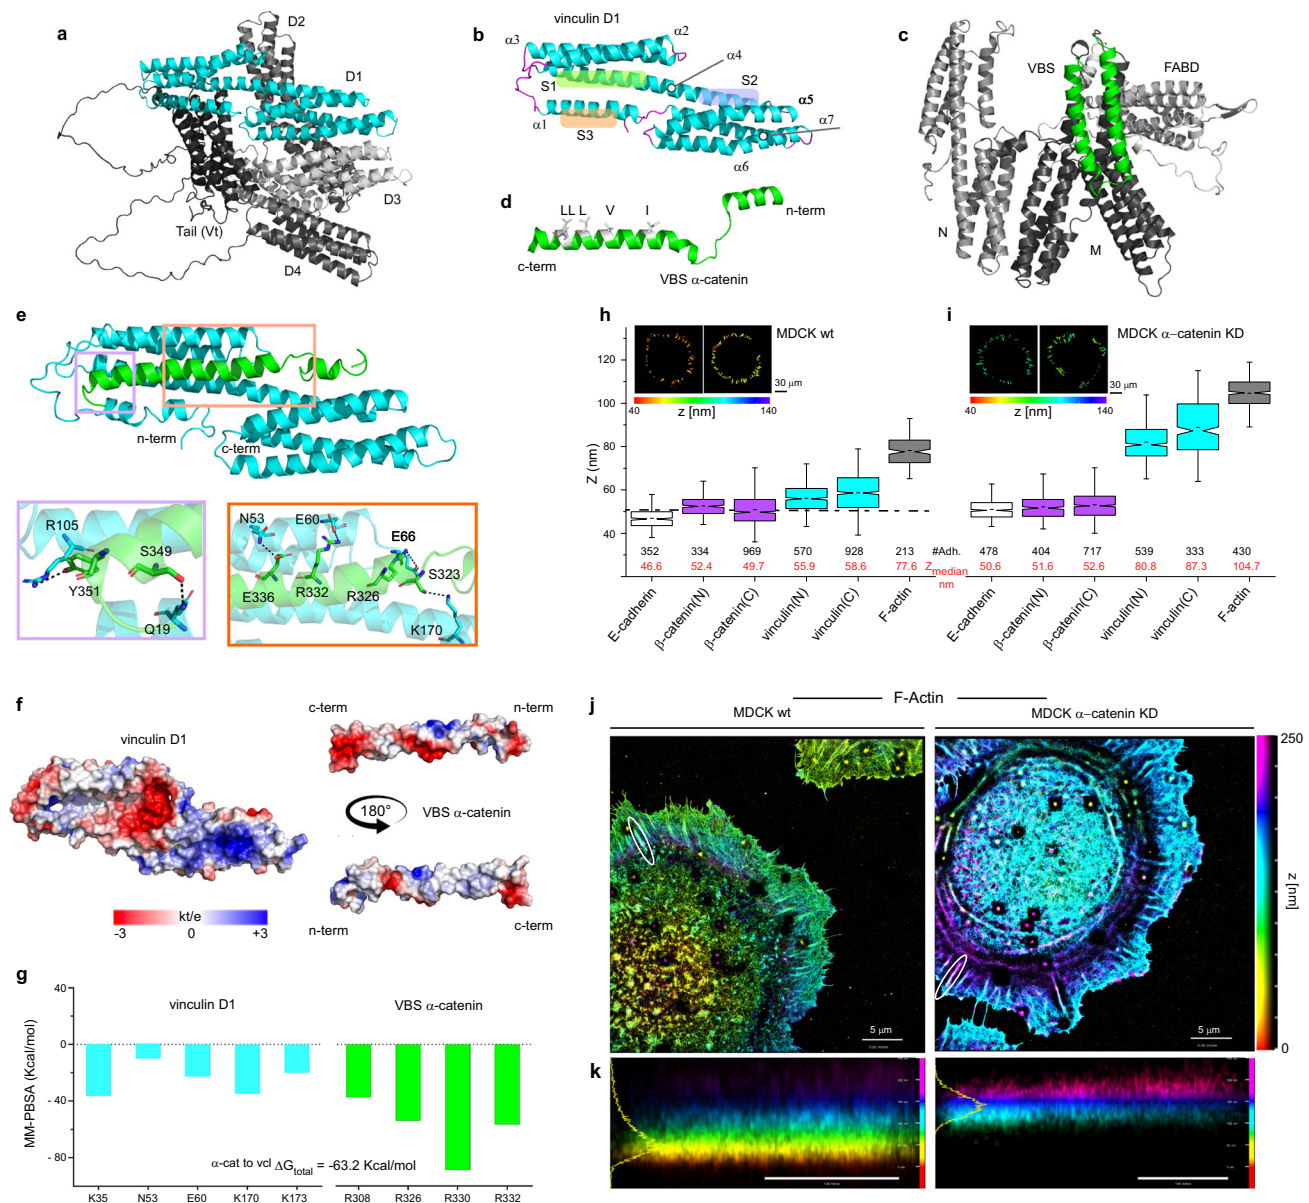 a
D2
D1
D3
Tail (Vt)
D4
b
vinculin D1
α3
α2
α4
S1
S2
α5
α1
S3
α7
α6
c
VBS
FABD
N
M
d
LL L V I
n-term
c-term
VBS α-catenin
e
n-term
c-term
R105
S349
Y351
Q19
N53
E60
E66
S323
E336
R332
R326
K170
f
vinculin D1
c-term
n-term
180°
VBS α-catenin
n-term
c-term
kt/e
-3 0 +3
g
vinculin D1
VBS α-catenin
MM-PBSA (Kcal/mol)
40
0
- 40
- 80
α-cat to vcl ΔGtotal = -63.2 Kcal/mol
K35 N53 E60 K170 K173 R308 R326 R330 R332
h
MDCK wt
30 μm
40 z [nm] 140
i
MDCK α−catenin KD
30 μm
40 z [nm] 140
Z (nm)
120
100
80
60
40
352 334 969 570 928 213 #Adh. 478 404 717 539 333 430
46.6 52.4 49.7 55.9 58.6 77.6 Zmedian nm 50.6 51.6 52.6 80.8 87.3 104.7
E-cadherin β-catenin(N) β-catenin(C) vinculin(N) vinculin(C) F-actin E-cadherin β-catenin(N) β-catenin(C) vinculin(N) vinculin(C) F-actin
j
F-Actin
MDCK wt
MDCK α−catenin KD
5 μm
5 μm
250
z [nm]
0
k